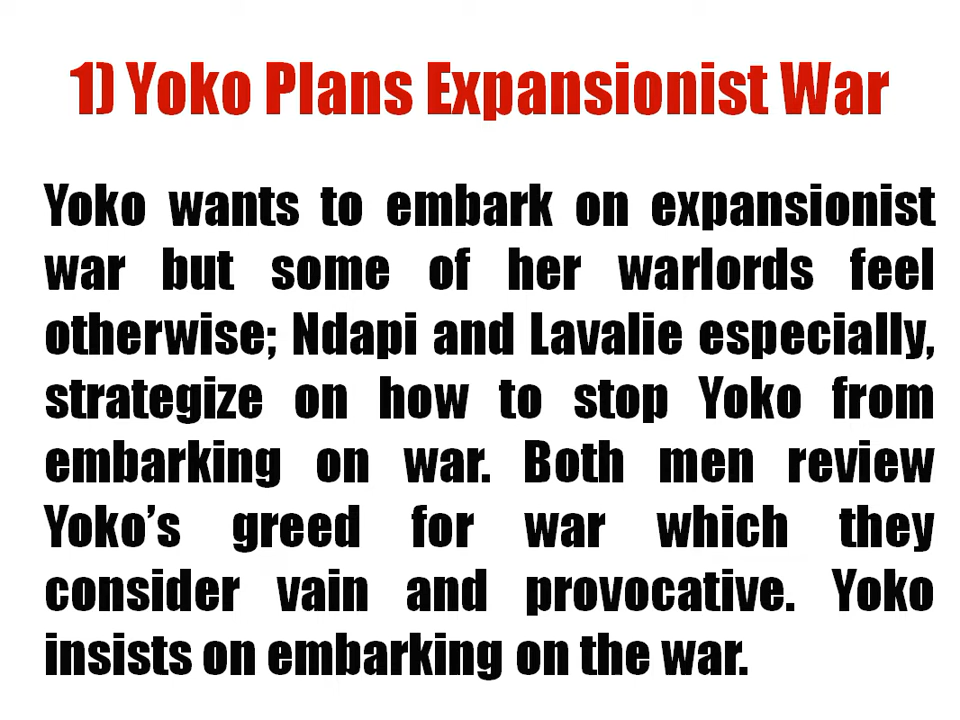 1) Yoko Plans Expansionist War
Yoko wants to embark on expansionist
war but some of her warlords feel
otherwise; Ndapi and Lavalie especially,
strategize on how to stop Yoko from
embarking on war. Both men review
Yoko’s greed for war which they
consider vain and provocative. Yoko
insists on embarking on the war.